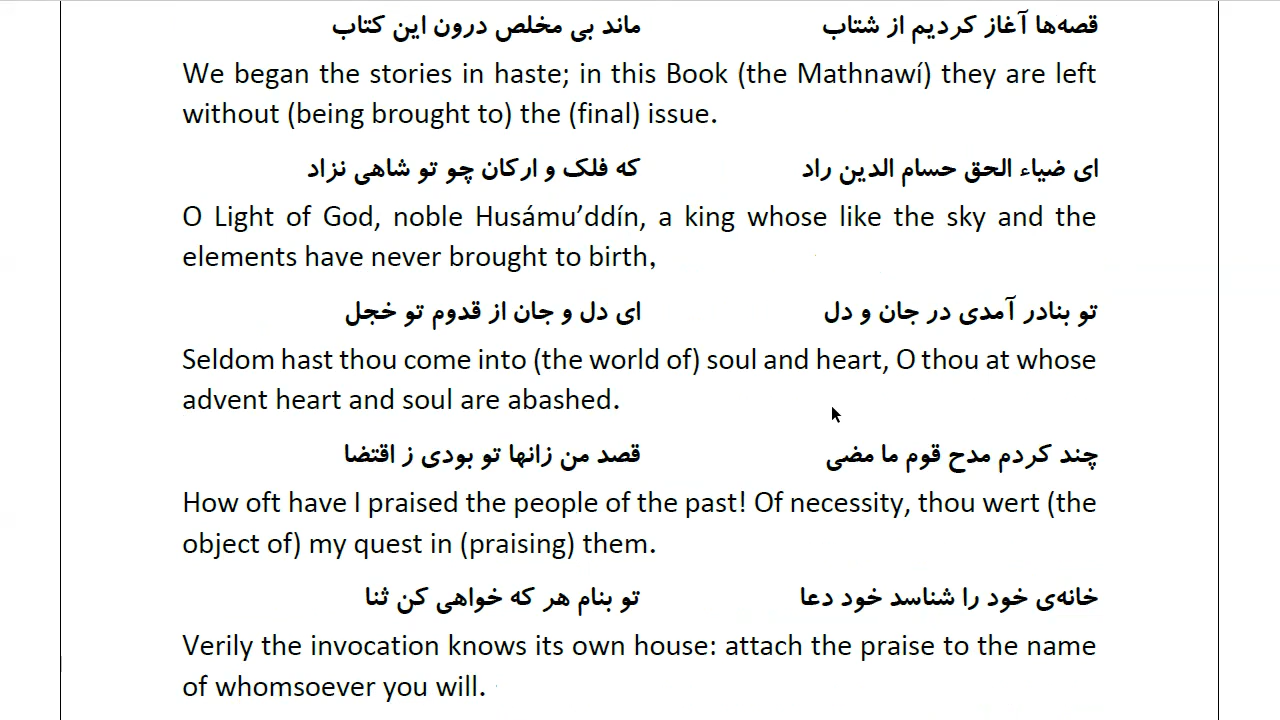 قصه‌ها آغاز کردیم از شتاب ماند بی مخلص درون این کتاب
We began the stories in haste; in this Book (the Mathnawí) they are left
without (being brought to) the (final) issue.
ای ضیاء الحق حسام الدین راد که فلک و ارکان چو تو شاهی نزاد
O Light of God, noble Husámu’ddín, a king whose like the sky and the
elements have never brought to birth,
تو بنادر آمدی در جان و دل ای دل و جان از قدوم تو خجل
Seldom hast thou come into (the world of) soul and heart, O thou at whose
advent heart and soul are abashed.
چند کردم مدح قوم ما مضی قصد من زانها تو بودی ز اقتضا
How oft have I praised the people of the past! Of necessity, thou wert (the
object of) my quest in (praising) them.
خانه‌ی خود را شناسد خود دعا تو بنام هر که خواهی کن ثنا
Verily the invocation knows its own house: attach the praise to the name
of whomsoever you will.